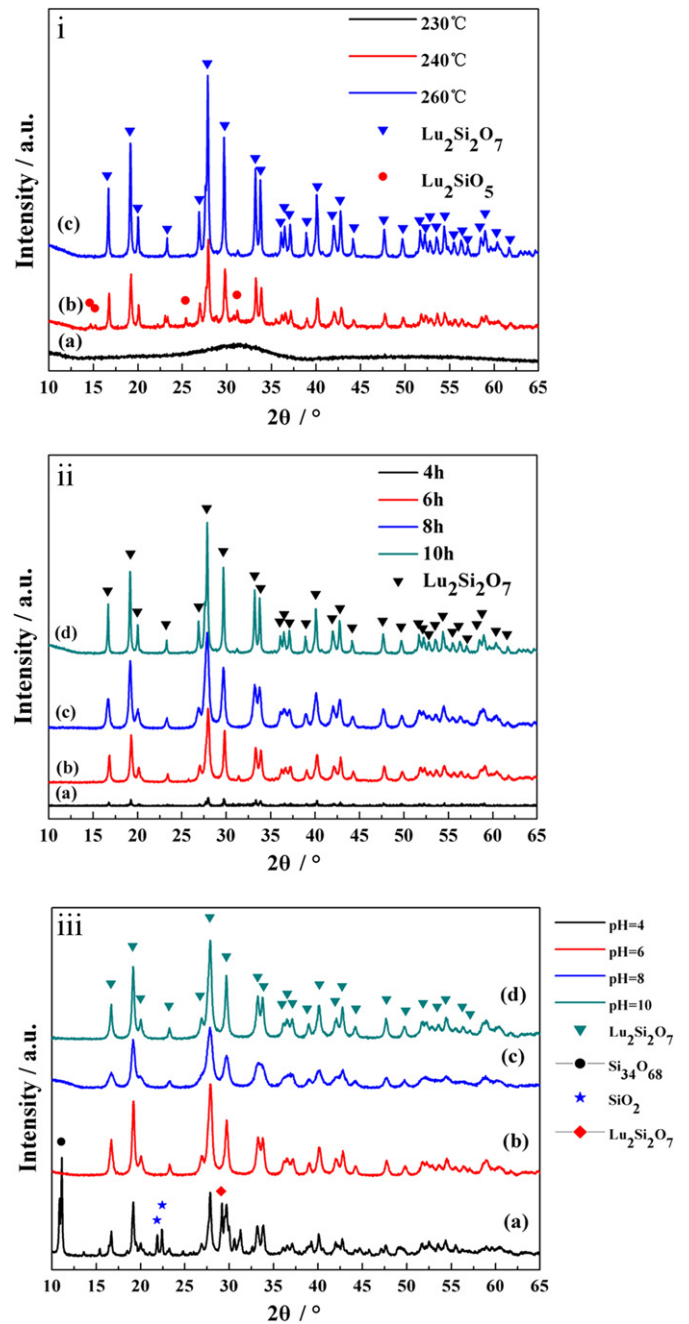 i
230℃
240℃
260℃
Lu2Si2O7
Lu2SiO5
(c)
(b)
(a)
Intensity / a.u.
10 15 20 25 30 35 40 45 50 55 60 65
2θ / °
ii
4h
6h
8h
10h
Lu2Si2O7
(d)
(c)
(b)
(a)
Intensity / a.u.
10 15 20 25 30 35 40 45 50 55 60 65
2θ / °
iii
pH=4
pH=6
pH=8
pH=10
Lu2Si2O7
Si34O68
SiO2
Lu2Si2O7
(d)
(c)
(b)
(a)
Intensity / a.u.
10 15 20 25 30 35 40 45 50 55 60 65
2θ / °